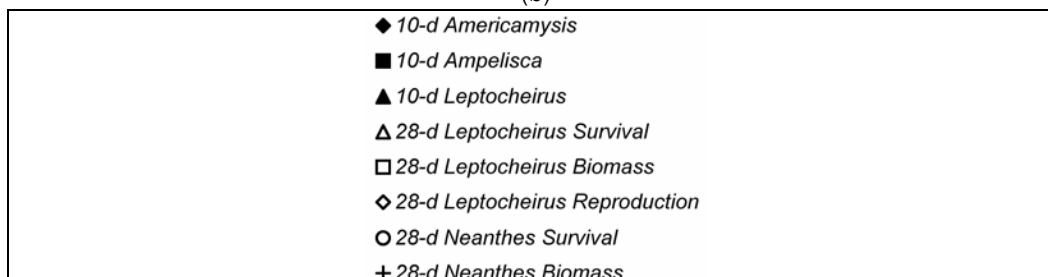 (b)
10-d Americamysis
10-d Ampelisca
10-d Leptocheirus
28-d Leptocheirus Survival
28-d Leptocheirus Biomass
28-d Leptocheirus Reproduction
28-d Neanthes Survival
28-d Neanthes Biomass